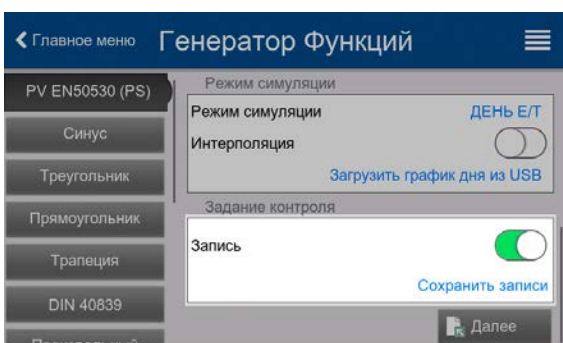 Главное меню
Генератор Функций
PV EN50530 (PS)
Синус
Треугольник
Прямоугольник
Трапеция
DIN 40839
Режим симуляции
Режим симуляции ДЕНЬ E/T
Интерполяция
Загрузить график дня из USB
Задание контроля
Запись
Сохранить записи
Далее